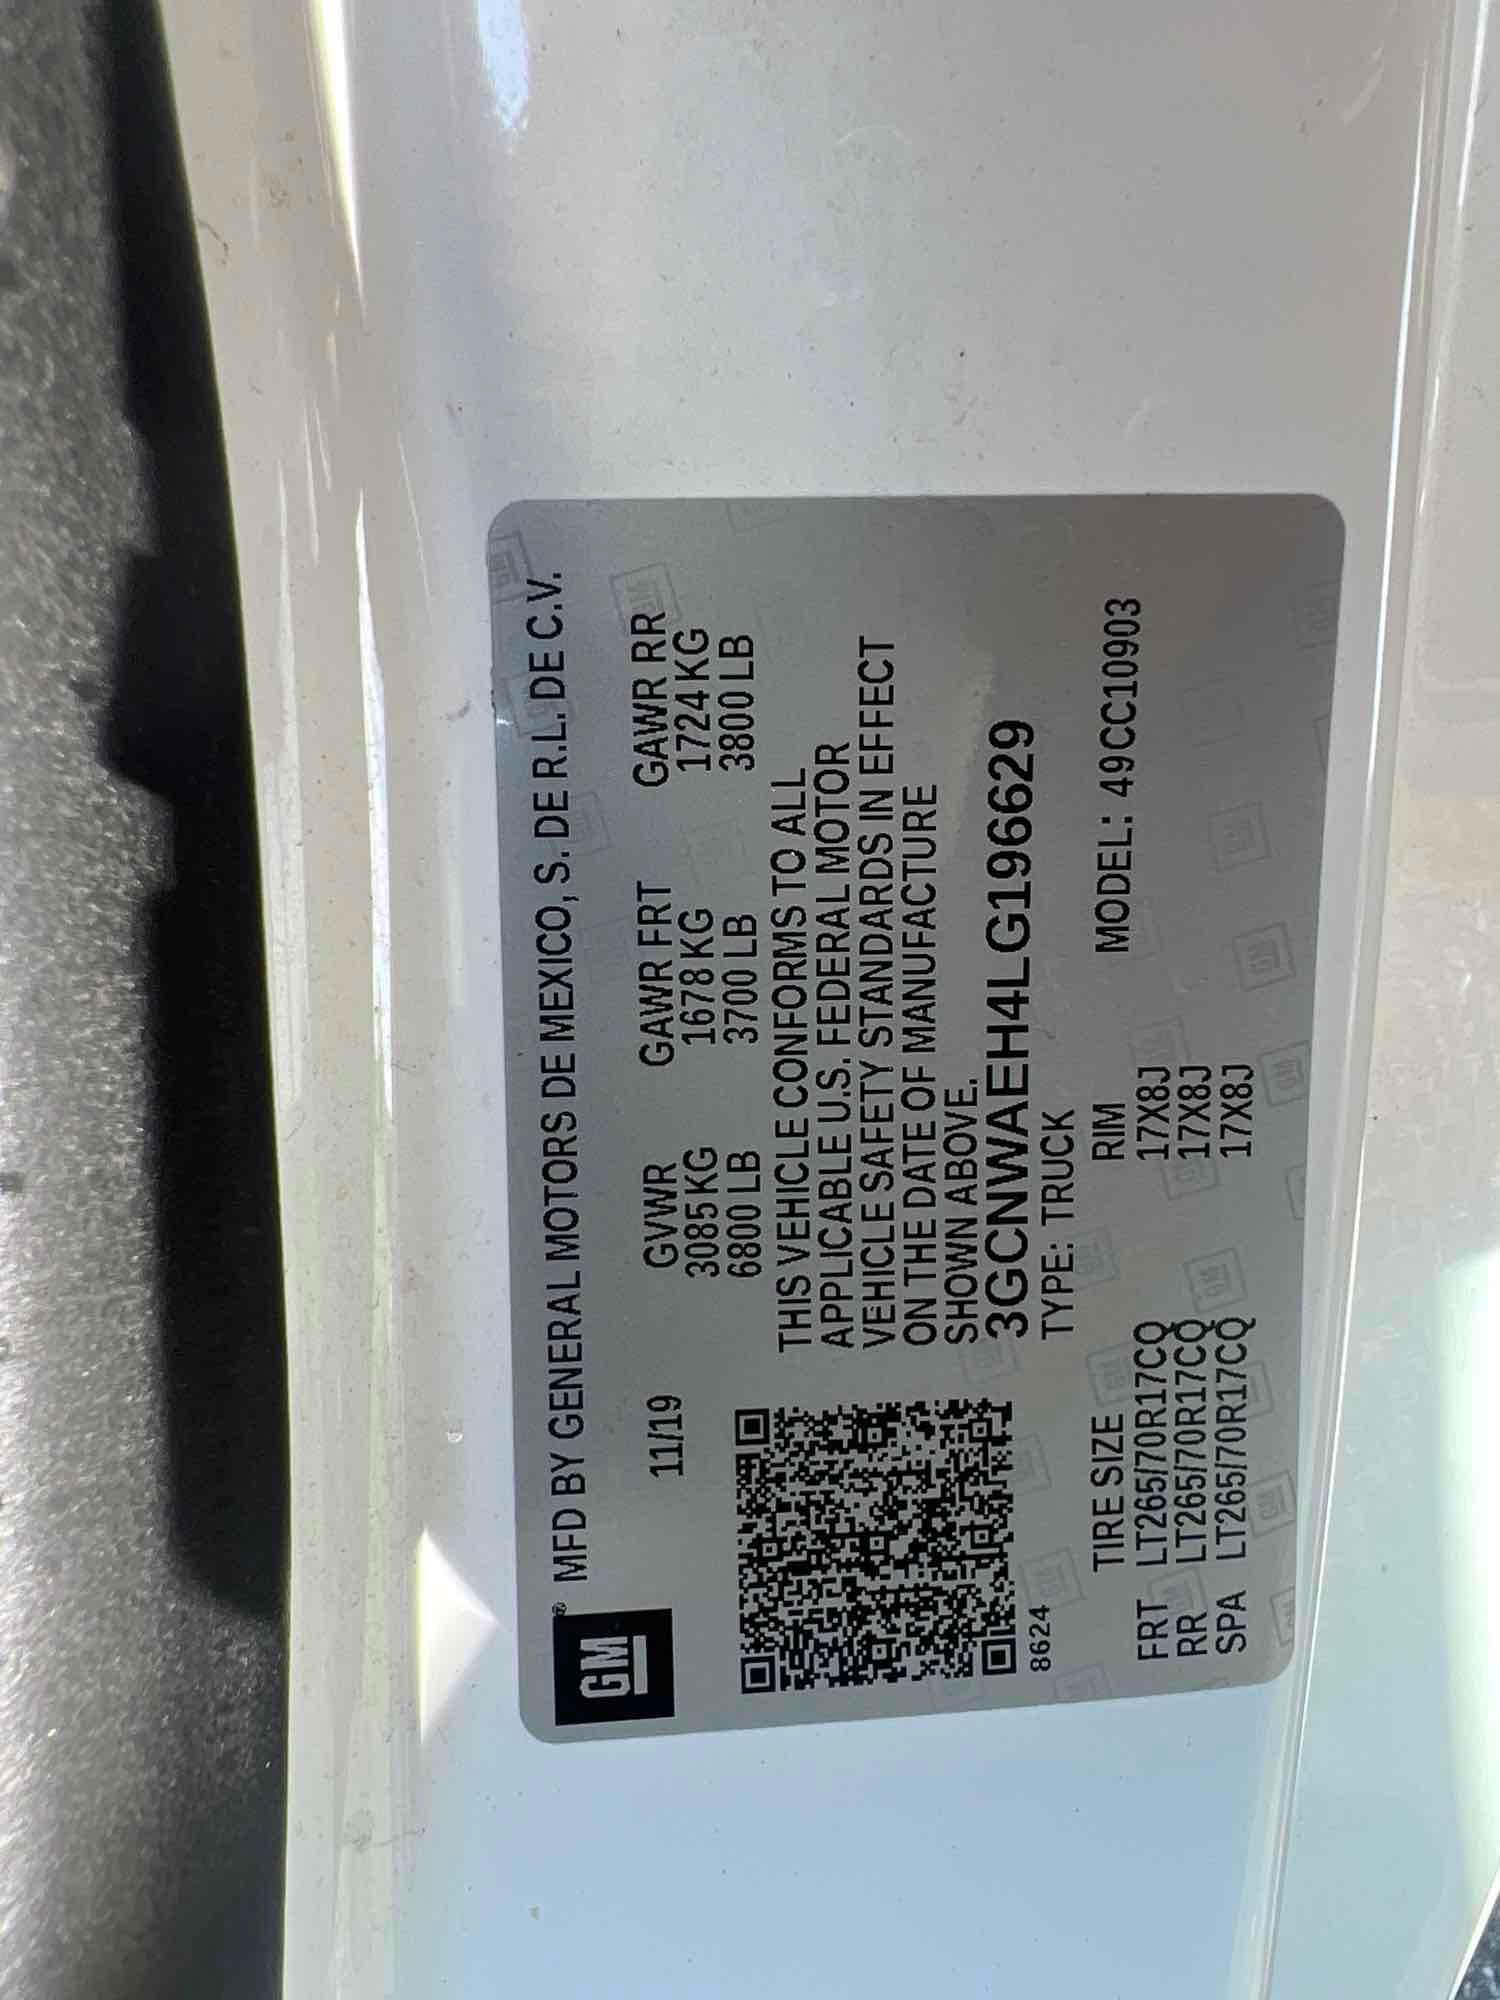 GM
MFD BY GENERAL MOTORS DE MEXICO, S. DE R.L. DE C.V.
11/19
GVWR GAWR FRT GAWR RR
3085 KG 1678 KG 1724 KG
6800 LB 3700 LB 3800 LB
THIS VEHICLE CONFORMS TO ALL
APPLICABLE U.S. FEDERAL MOTOR
VEHICLE SAFETY STANDARDS IN EFFECT
ON THE DATE OF MANUFACTURE
SHOWN ABOVE.
3GCNWAEH4LG196629
8624
TYPE: TRUCK
TIRE SIZE RIM MODEL: 49CC10903
FRT LT265/70R17CQ 17X8J
RR LT265/70R17CQ 17X8J
SPA LT265/70R17CQ 17X8J